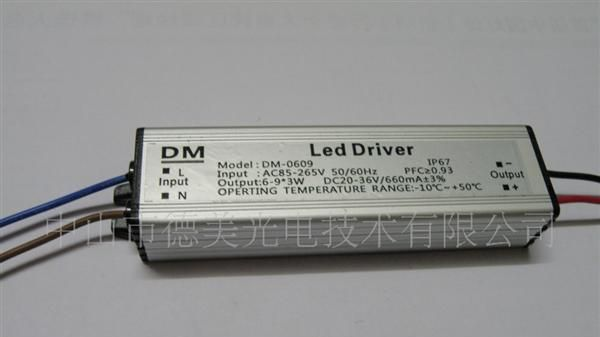 DM
Led Driver
IP67
L
Input
N
Model: DM-0609
Input : AC85-265V 50/60Hz PFC≥0.93
Output:6-9*3W DC20-36V/660mA±3%
OPERTING TEMPERATURE RANGE:-10℃~+50℃
−
Output
+
中山市德美光电技术有限公司